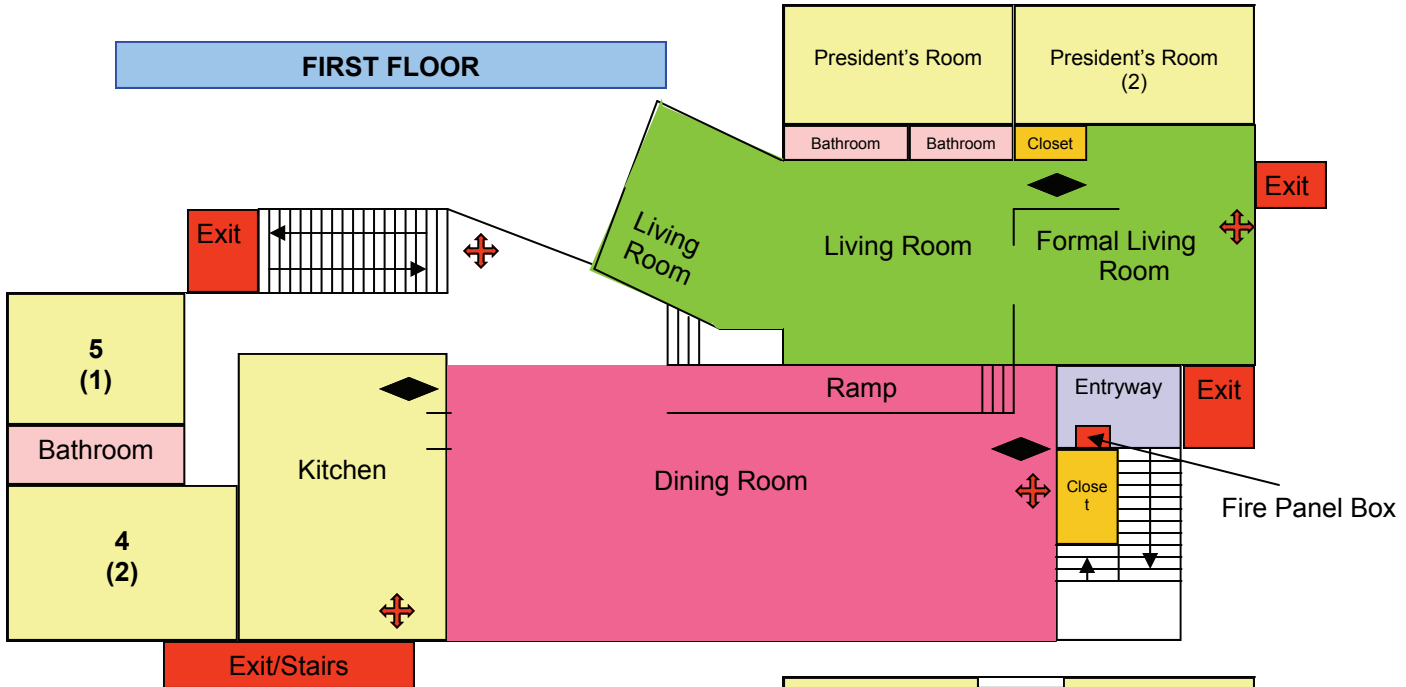 FIRST FLOOR
President's Room
President's Room
(2)
Bathroom
Bathroom
Closet
Exit
Exit
Living
Room
Living Room
Formal Living
Room
5
(1)
Bathroom
4
(2)
Kitchen
Ramp
Dining Room
Entryway
Exit
Close
t
Fire Panel Box
Exit/Stairs